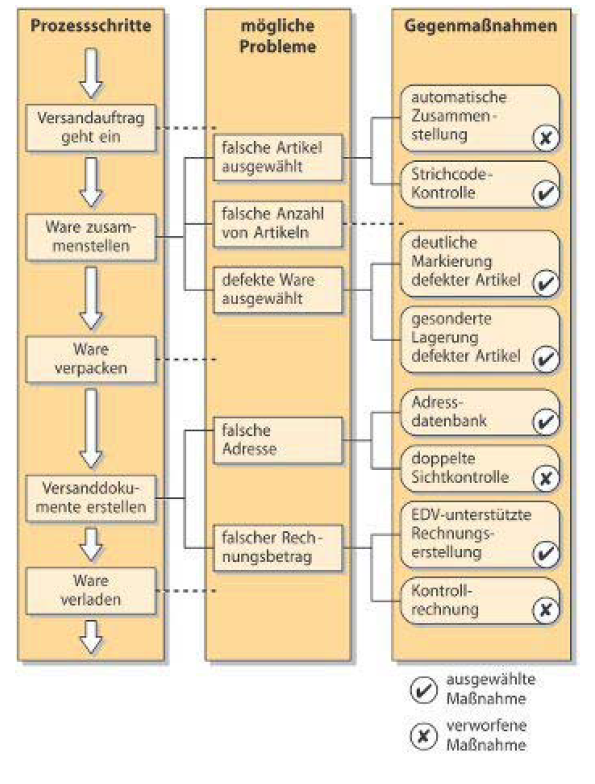 Prozessschritte
mögliche
Probleme
Gegenmaßnahmen
Versandauftrag
geht ein
Ware zusam-
menstellen
Ware
verpacken
Versanddoku-
mente erstellen
Ware
verladen
falsche Artikel
ausgewählt
falsche Anzahl
von Artikeln
defekte Ware
ausgewählt
falsche
Adresse
falscher Rech-
nungsbetrag
automatische
Zusammen-
stellung
Strichcode-
Kontrolle
deutliche
Markierung
defekter Artikel
gesonderte
Lagerung
defekter Artikel
Adress-
datenbank
doppelte
Sichtkontrolle
EDV-unterstützte
Rechnungs-
erstellung
Kontroll-
rechnung
ausgewählte
Maßnahme
verworfene
Maßnahme